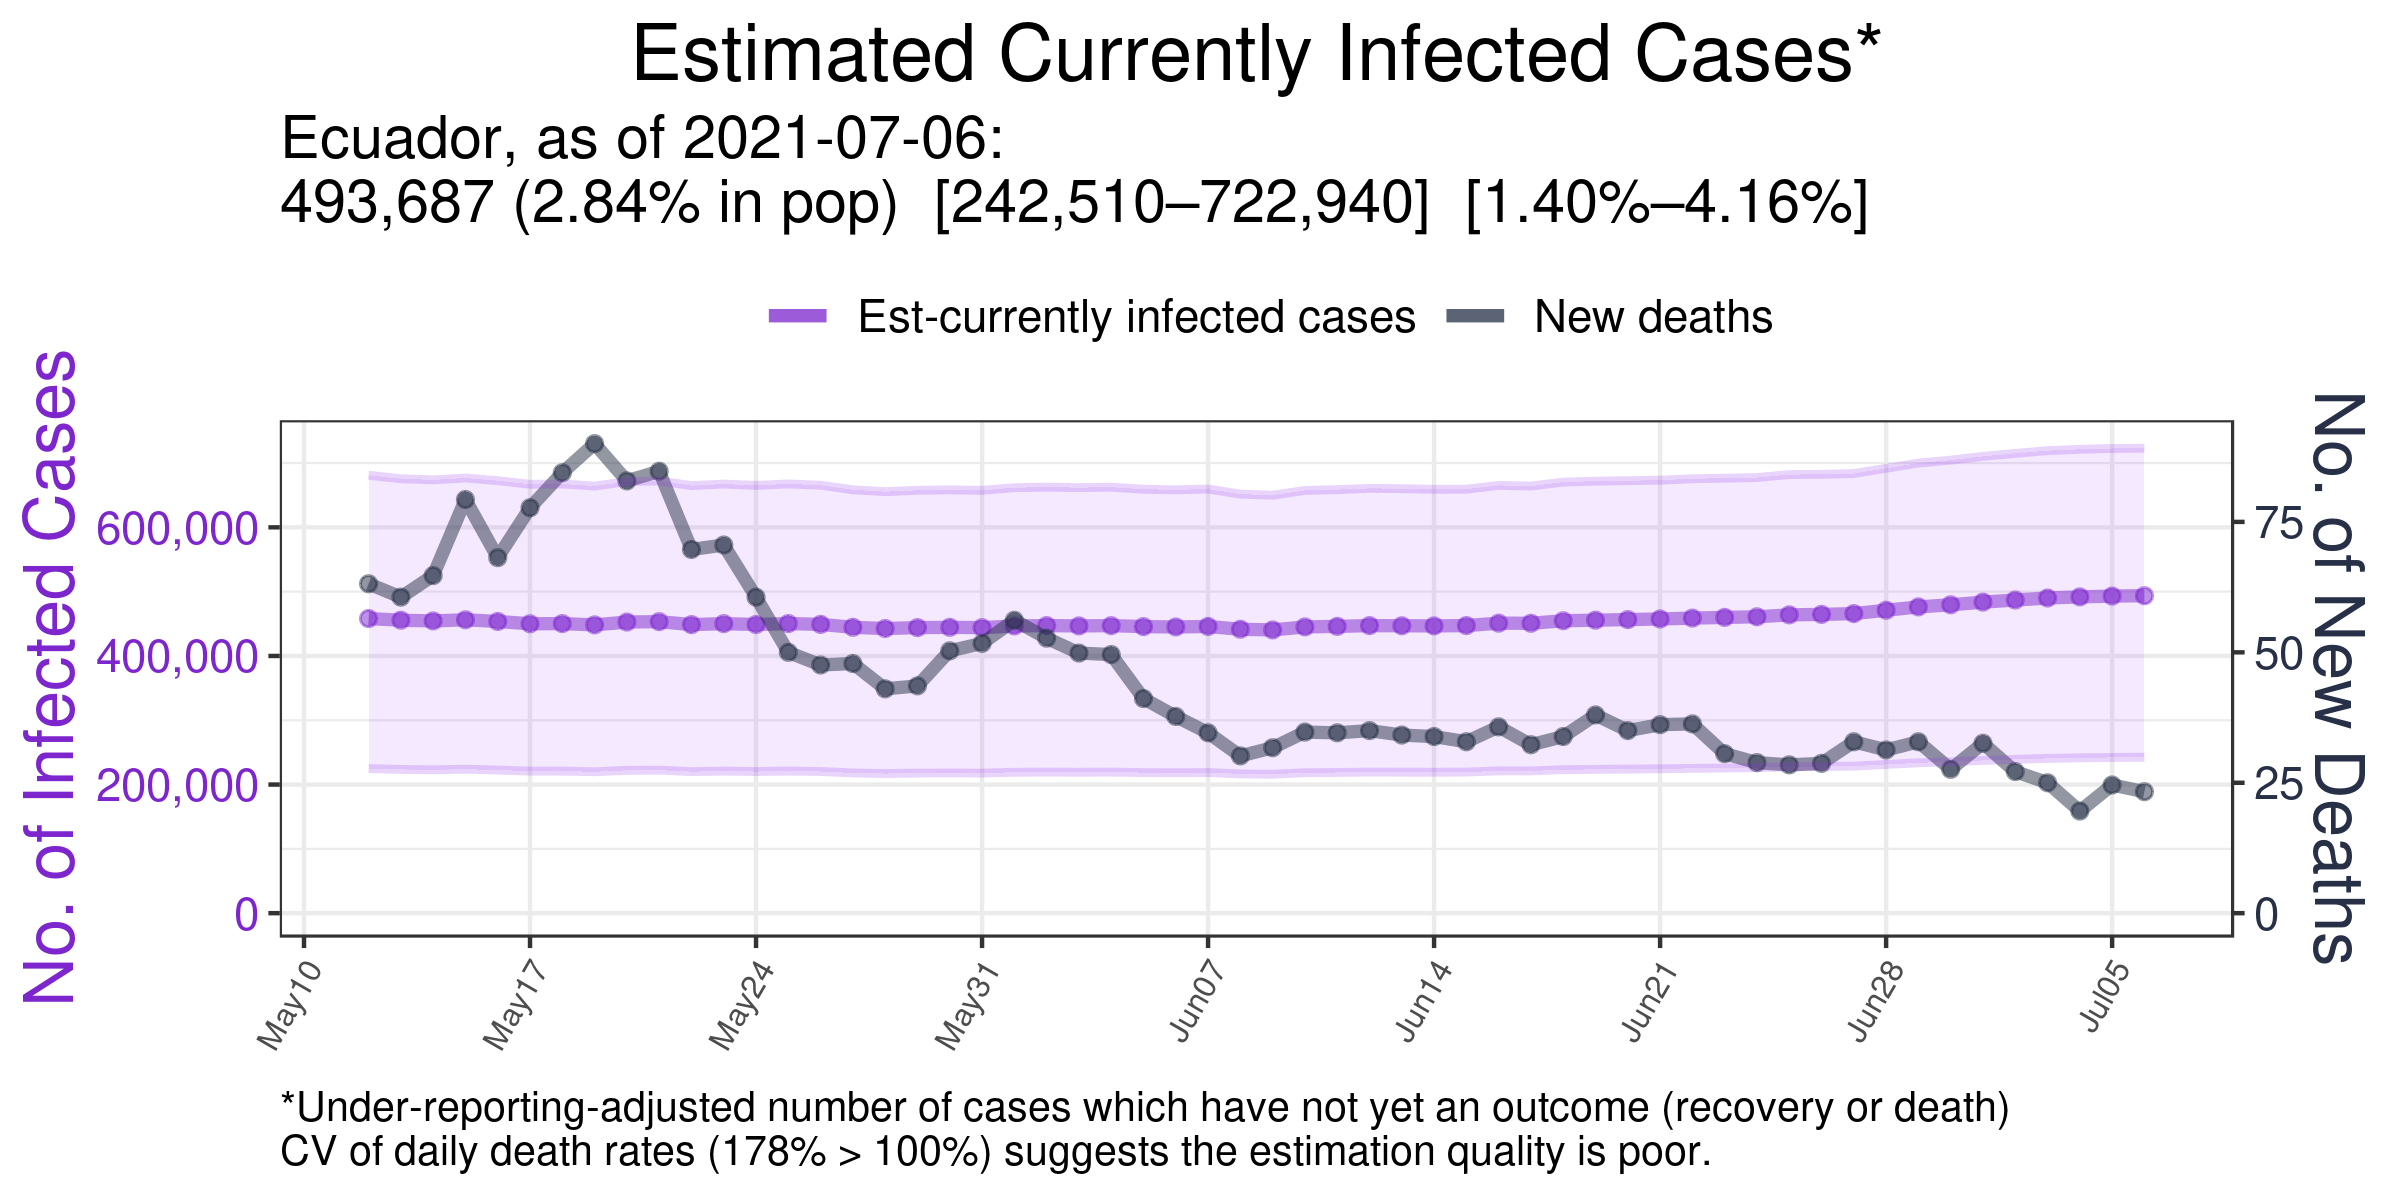 Estimated Currently Infected Cases*
Ecuador, as of 2021-07-06:
493,687 (2.84% in pop)  [242,510–722,940]  [1.40%–4.16%]
Est-currently infected cases
New deaths
No. of Infected Cases
600,000
400,000
200,000
0
No. of New Deaths
75
50
25
0
May10
May17
May24
May31
Jun07
Jun14
Jun21
Jun28
Jul05
*Under-reporting-adjusted number of cases which have not yet an outcome (recovery or death)
CV of daily death rates (178% > 100%) suggests the estimation quality is poor.